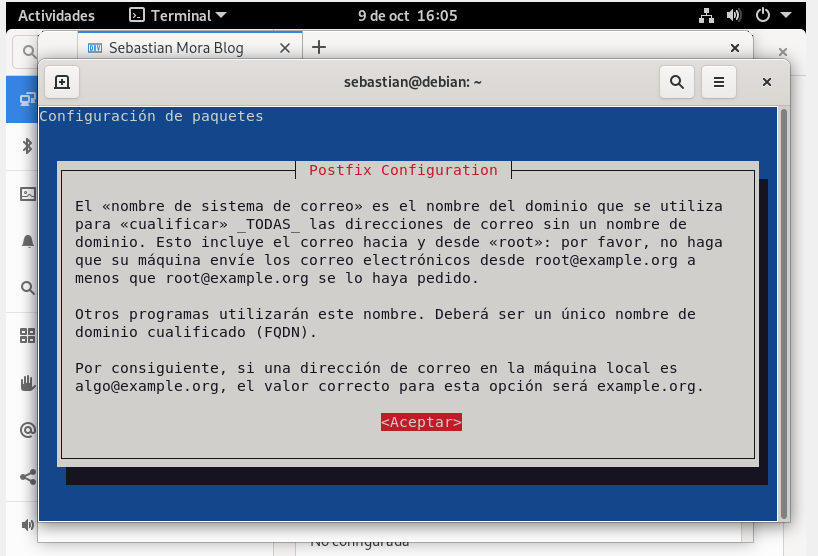 Actividades Terminal 9 de oct 16:05
Sebastian Mora Blog
sebastian@debian: ~
Configuración de paquetes
Postfix Configuration
El «nombre de sistema de correo» es el nombre del dominio que se utiliza
para «cualificar» _TODAS_ las direcciones de correo sin un nombre de
dominio. Esto incluye el correo hacia y desde «root»: por favor, no haga
que su máquina envíe los correo electrónicos desde root@example.org a
menos que root@example.org se lo haya pedido.
Otros programas utilizarán este nombre. Deberá ser un único nombre de
dominio cualificado (FQDN).
Por consiguiente, si una dirección de correo en la máquina local es
algo@example.org, el valor correcto para esta opción será example.org.
<Aceptar>
No configurada